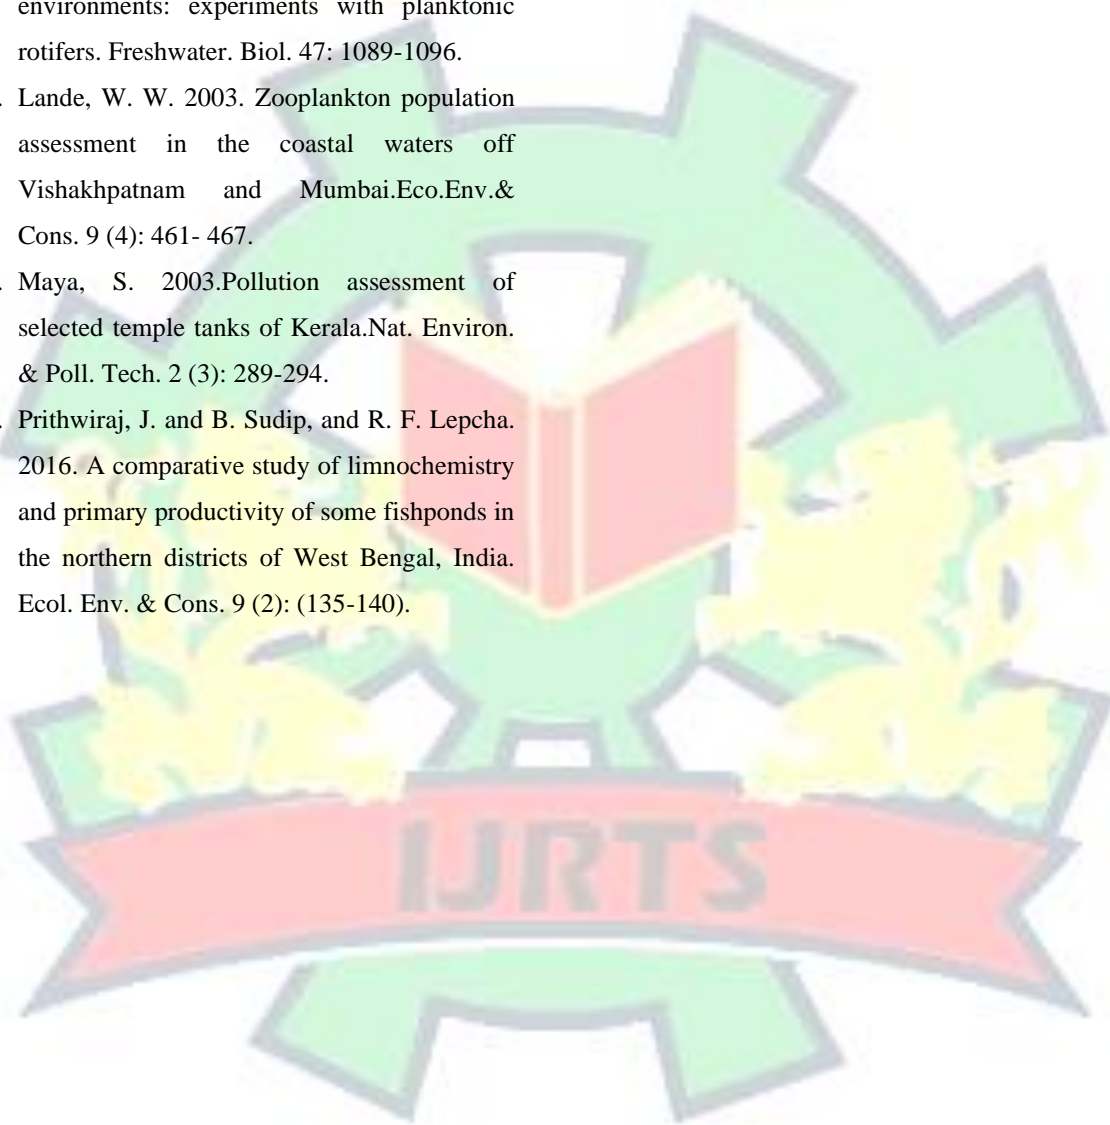 environments: experiments with planktonic
rotifers. Freshwater. Biol. 47: 1089-1096.
. Lande, W. W. 2003. Zooplankton population
assessment in the coastal waters off
Vishakhpatnam and Mumbai.Eco.Env.&
Cons. 9 (4): 461- 467.
. Maya, S. 2003.Pollution assessment of
selected temple tanks of Kerala.Nat. Environ.
& Poll. Tech. 2 (3): 289-294.
. Prithwiraj, J. and B. Sudip, and R. F. Lepcha.
2016. A comparative study of limnochemistry
and primary productivity of some fishponds in
the northern districts of West Bengal, India.
Ecol. Env. & Cons. 9 (2): (135-140).
IJRTS